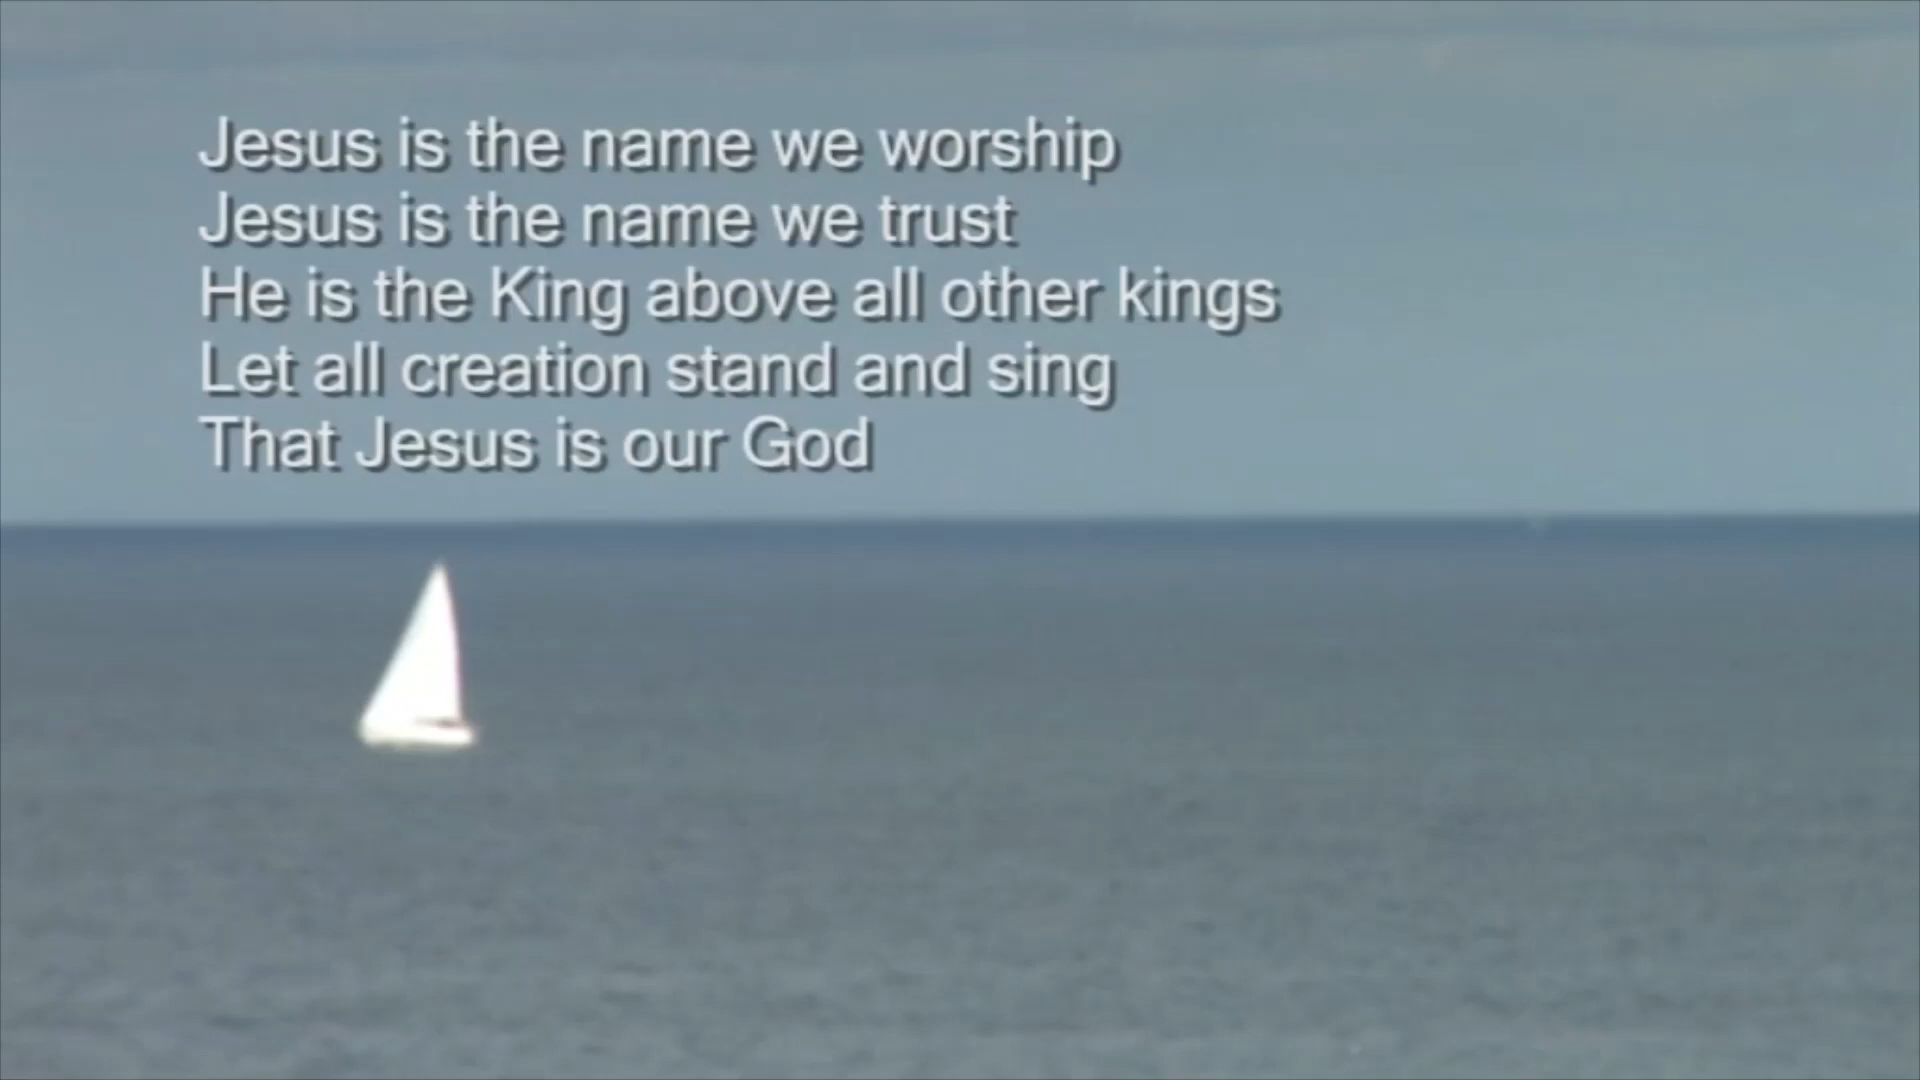 Jesus is the name we worship
Jesus is the name we trust
He is the King above all other kings
Let all creation stand and sing
That Jesus is our God